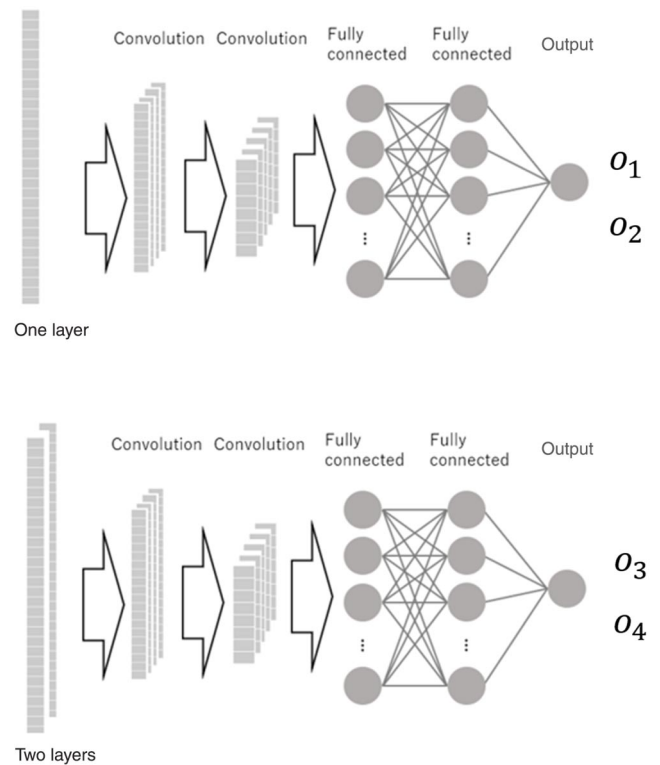 Convolution Convolution Fully connected Fully connected Output
o1
o2
One layer
Convolution Convolution Fully connected Fully connected Output
o3
o4
Two layers